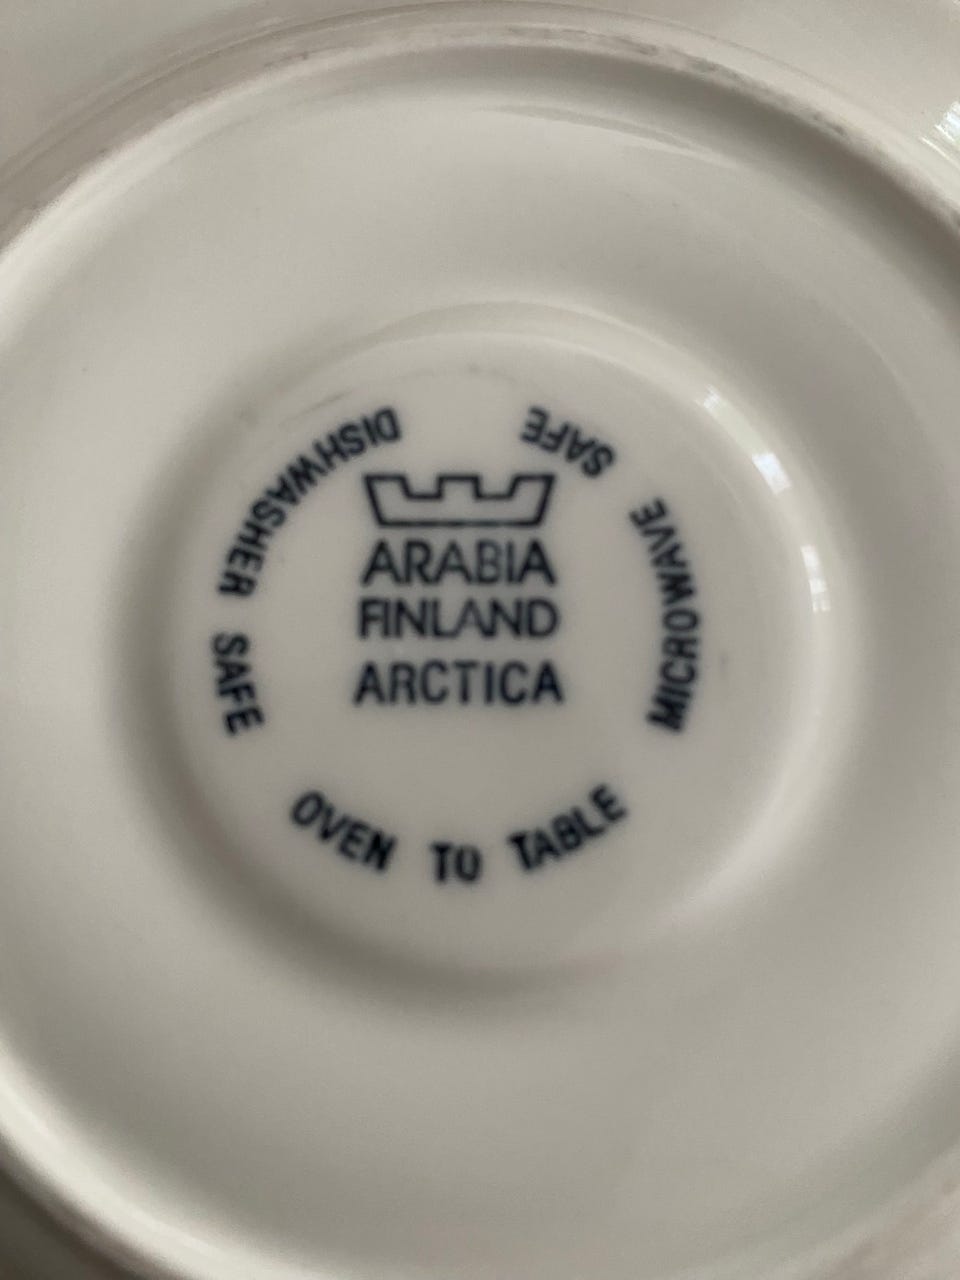 ARABIA
FINLAND
ARCTICA
DISHWASHER SAFE
OVEN TO TABLE
MICROWAVE SAFE